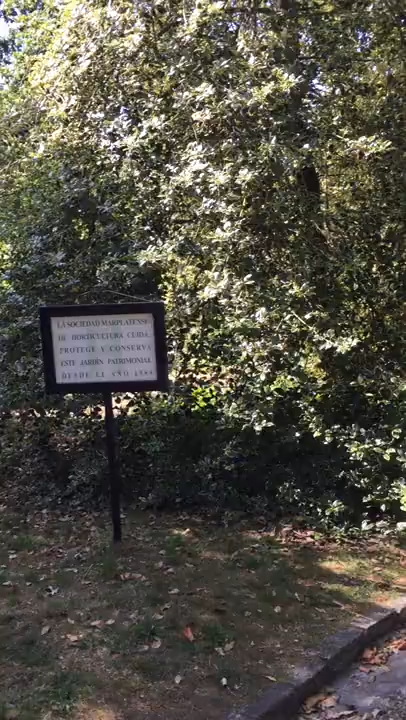 LA SOCIEDAD MARPLATENSE
DE HORTICULTURA CUIDA,
PROTEGE Y CONSERVA
ESTE JARDIN PATRIMONIAL
DESDE EL AÑO